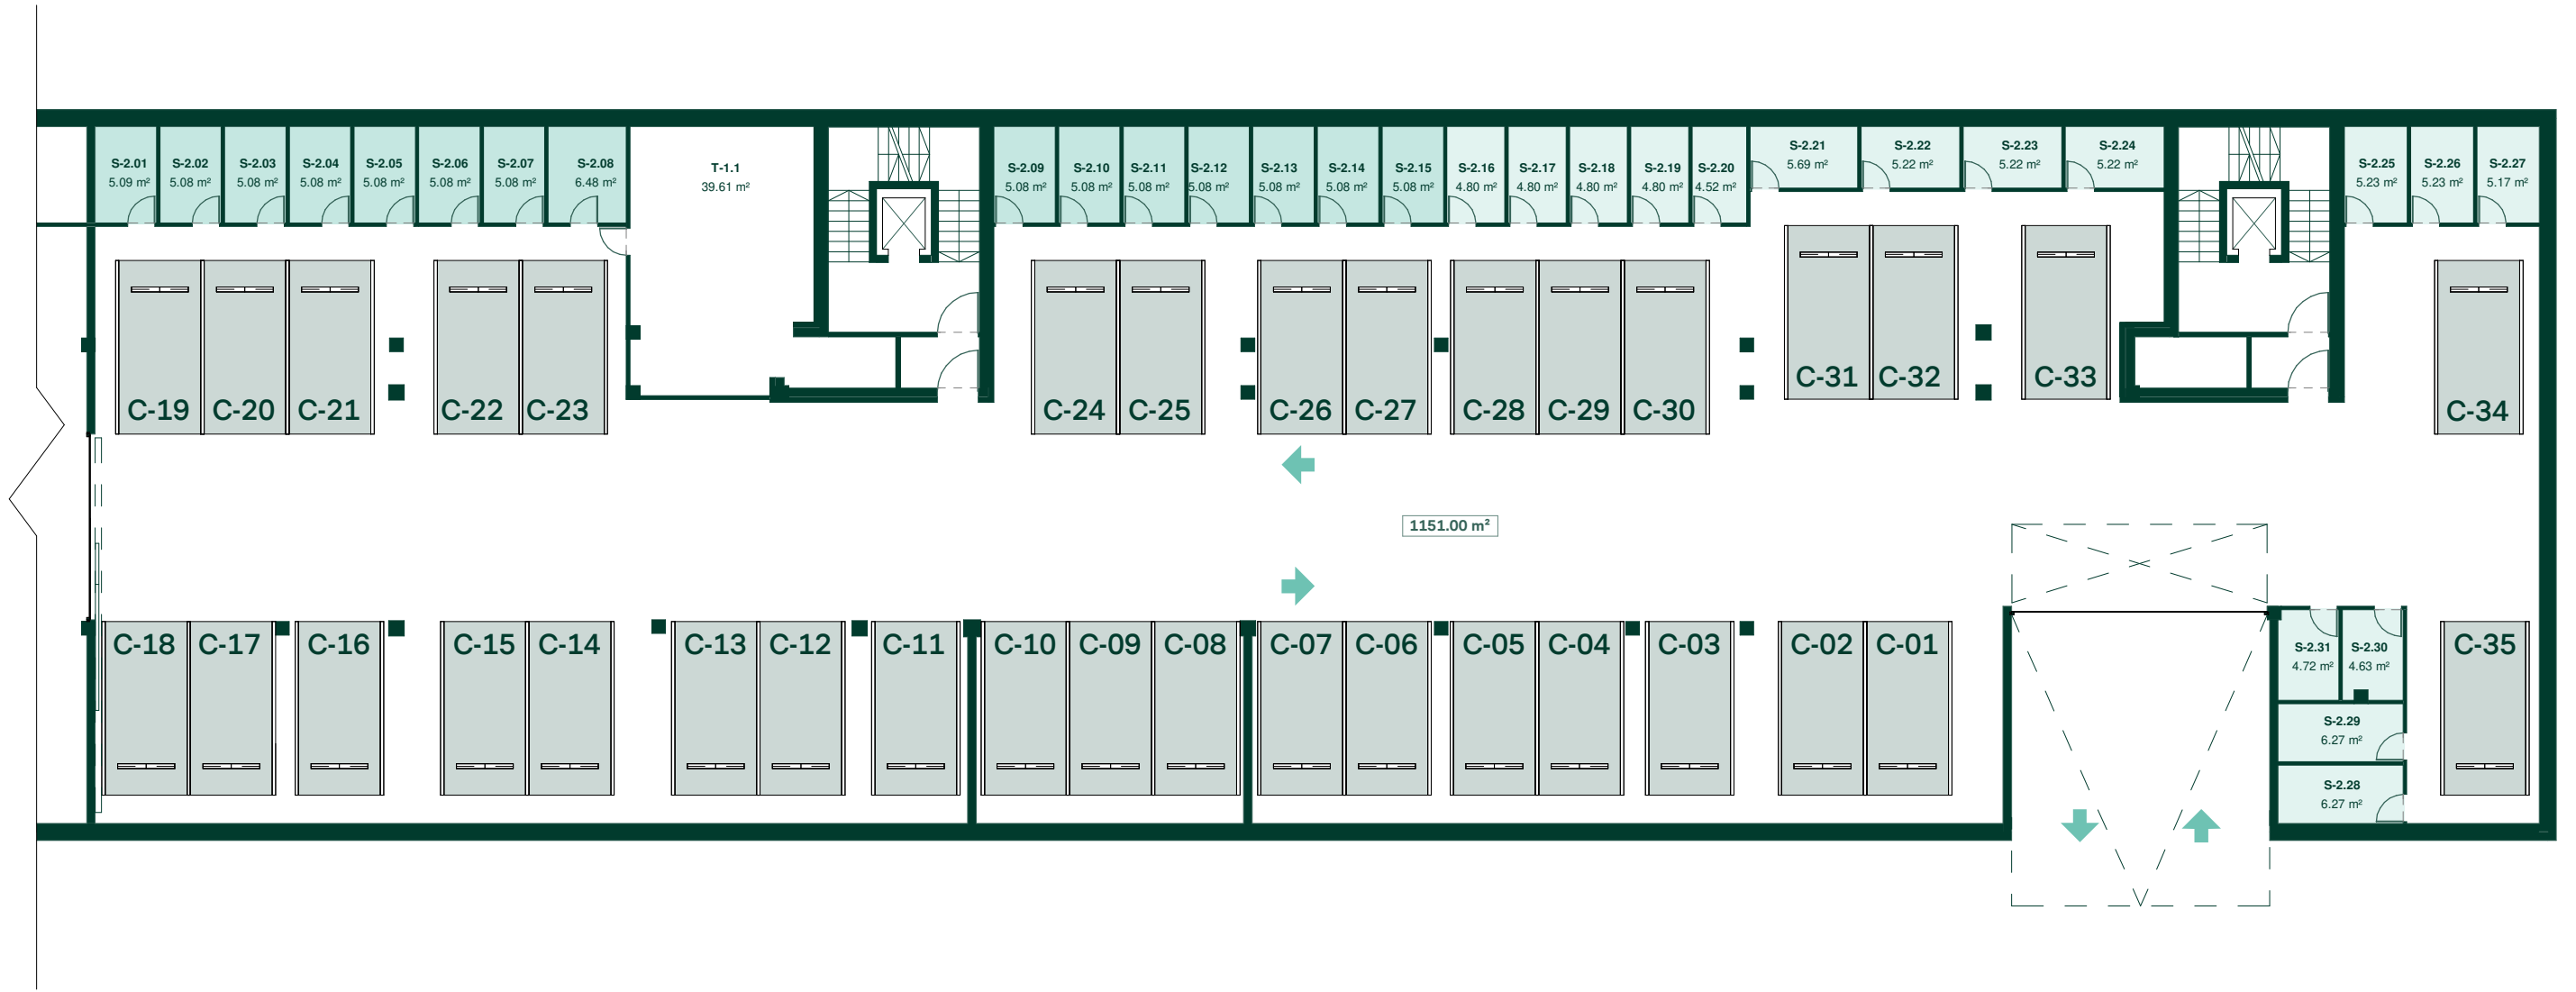 S-2.01
5.09 m²
S-2.02
5.08 m²
S-2.03
5.08 m²
S-2.04
5.08 m²
S-2.05
5.08 m²
S-2.06
5.08 m²
S-2.07
5.08 m²
S-2.08
6.48 m²
T-1.1
39.61 m²
S-2.09
5.08 m²
S-2.10
5.08 m²
S-2.11
5.08 m²
S-2.12
5.08 m²
S-2.13
5.08 m²
S-2.14
5.08 m²
S-2.15
5.08 m²
S-2.16
4.80 m²
S-2.17
4.80 m²
S-2.18
4.80 m²
S-2.19
4.80 m²
S-2.20
4.52 m²
S-2.21
5.69 m²
S-2.22
5.22 m²
S-2.23
5.22 m²
S-2.24
5.22 m²
S-2.25
5.23 m²
S-2.26
5.23 m²
S-2.27
5.17 m²
C-19
C-20
C-21
C-22
C-23
C-24
C-25
C-26
C-27
C-28
C-29
C-30
C-31
C-32
C-33
C-34
1151.00 m²
C-18
C-17
C-16
C-15
C-14
C-13
C-12
C-11
C-10
C-09
C-08
C-07
C-06
C-05
C-04
C-03
C-02
C-01
S-2.31
4.72 m²
S-2.30
4.63 m²
S-2.29
6.27 m²
S-2.28
6.27 m²
C-35